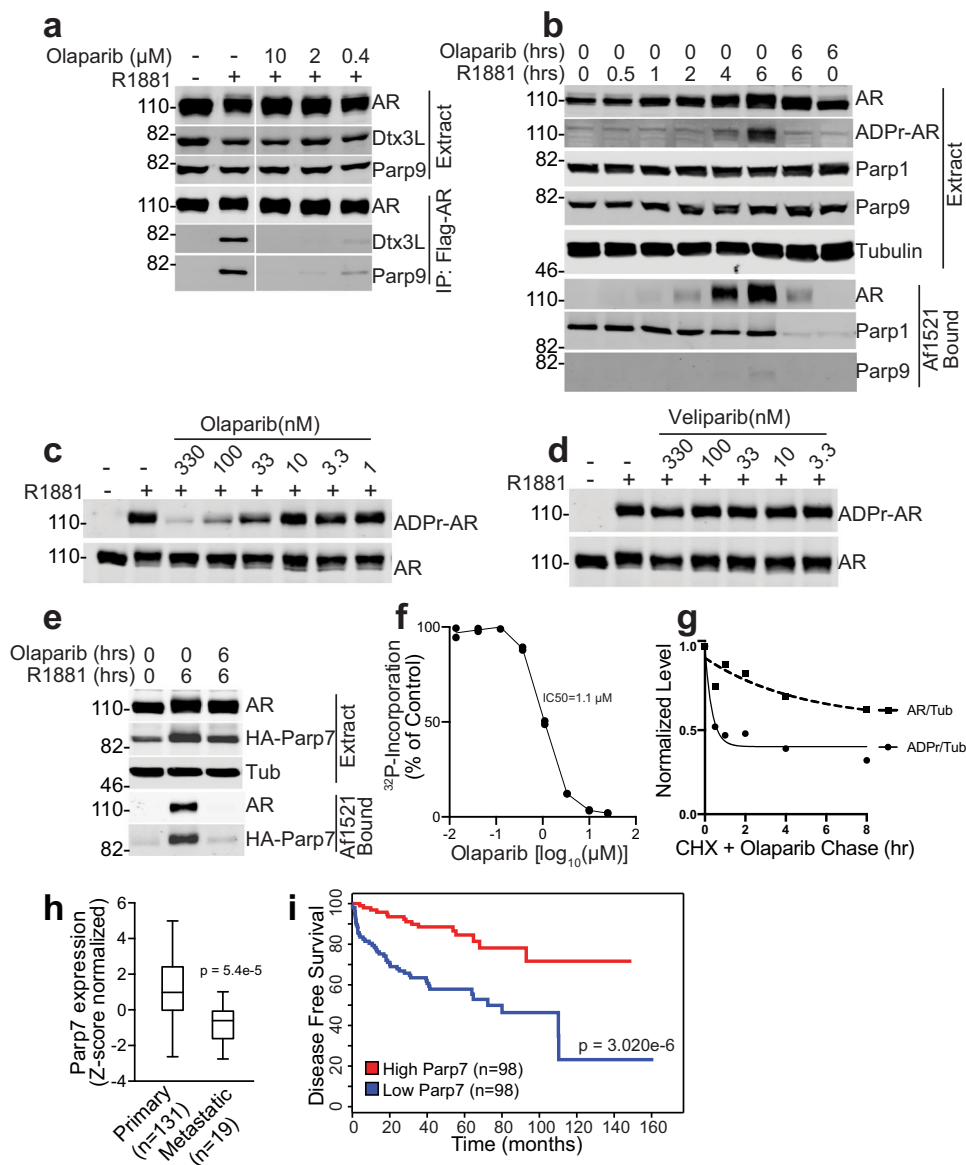 a
Olaparib (μM) - - 10 2 0.4
R1881 - + + + +
110- AR
82- Dtx3L
82- Parp9
Extract
110- AR
82- Dtx3L
82- Parp9
IP: Flag-AR
b
Olaparib (hrs) 0 0 0 0 0 0 6 6
R1881 (hrs) 0 0.5 1 2 4 6 6 0
110- AR
110- ADPr-AR
82- Parp1
82- Parp9
Tubulin
46-
Extract
110- AR
Parp1
82-
82- Parp9
Af1521
Bound
c
Olaparib(nM)
- - 330 100 33 10 3.3 1
R1881 - + + + + + + +
110- ADPr-AR
110- AR
d
Veliparib(nM)
- - 330 100 33 10 3.3
R1881 - + + + + + +
110- ADPr-AR
110- AR
e
Olaparib (hrs) 0 0 6
R1881 (hrs) 0 6 6
110- AR
82- HA-Parp7
Tub
Extract
110- AR
82- HA-Parp7
Af1521
Bound
f
32P-Incorporation
(% of Control)
100
50
0
IC50=1.1 μM
-2 -1 0 1 2
Olaparib [log10(μM)]
g
Normalized Level
1.0
0.5
0.0
AR/Tub
ADPr/Tub
0 2 4 6 8
CHX + Olaparib Chase (hr)
h
Parp7 expression
(Z-score normalized)
6
4
2
0
-2
-4
p = 5.4e-5
Primary
(n=131)
Metastatic
(n=19)
i
Disease Free Survival
100
80
60
40
20
0
p = 3.020e-6
High Parp7 (n=98)
Low Parp7 (n=98)
0 20 40 60 80 100 120 140 160
Time (months)